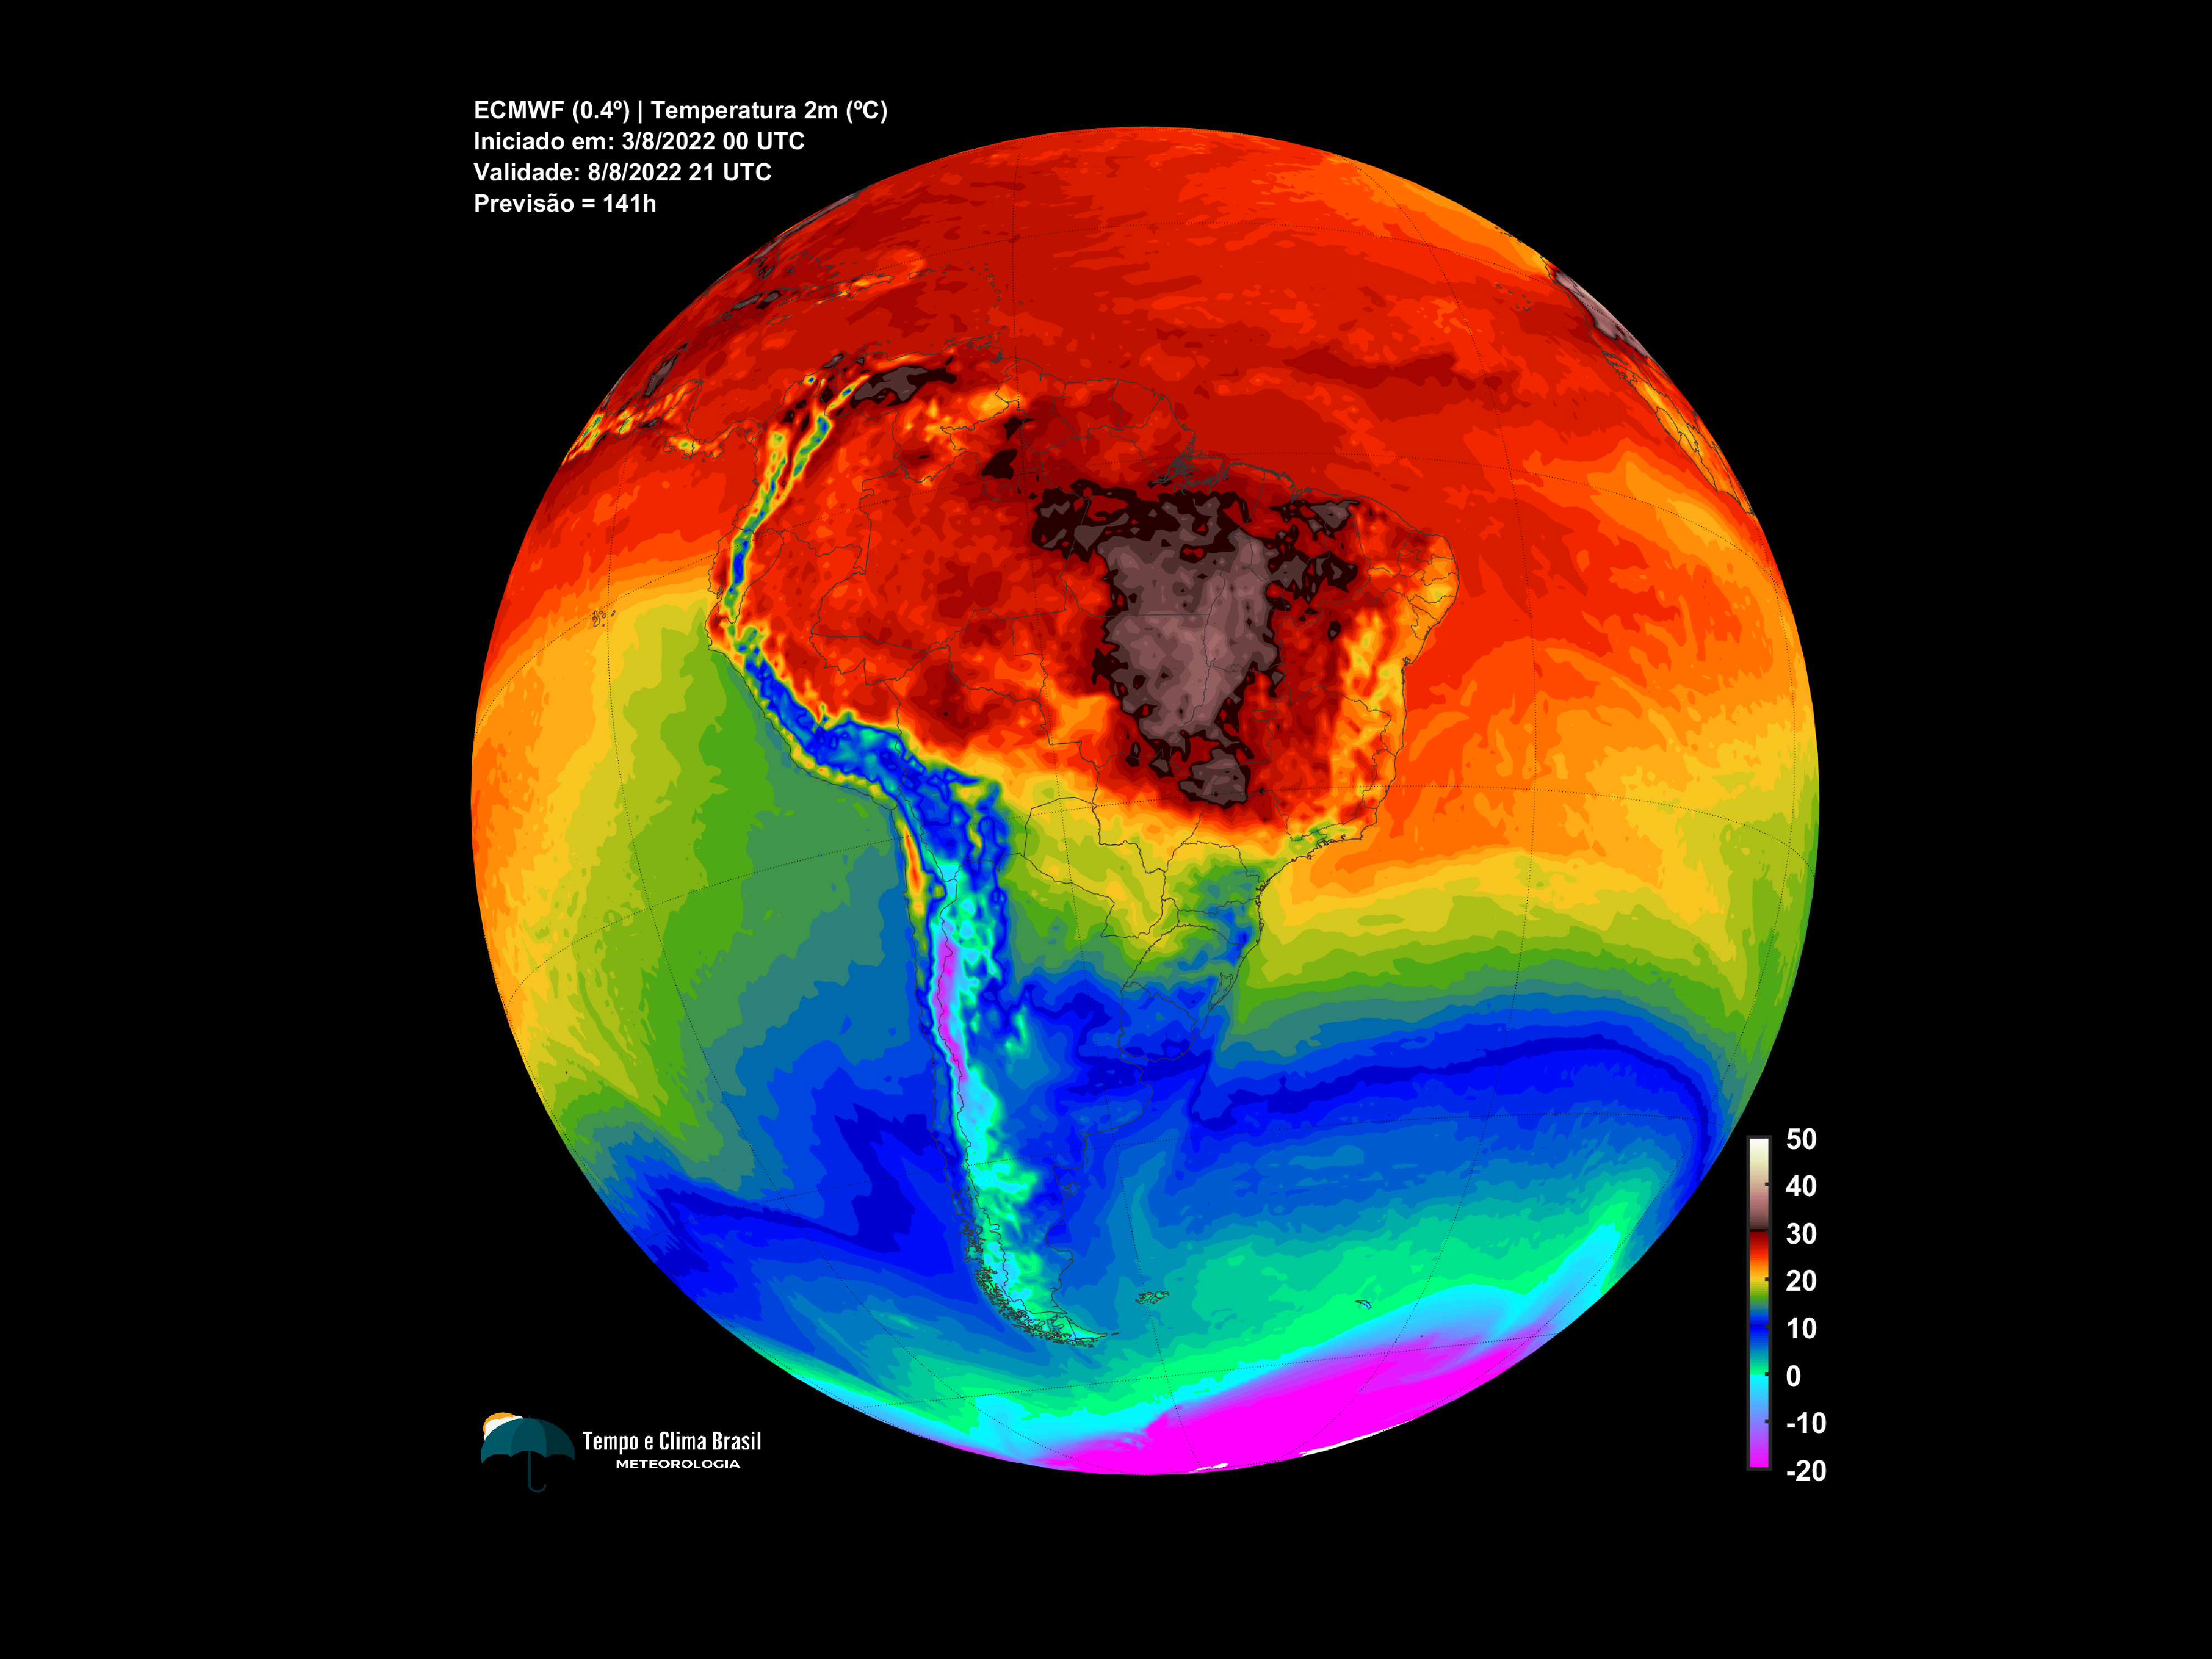 ECMWF (0.4º) | Temperatura 2m (ºC)
Iniciado em: 3/8/2022 00 UTC
Validade: 8/8/2022 21 UTC
Previsão = 141h
50
40
30
20
10
0
-10
-20
Tempo e Clima Brasil
METEOROLOGIA